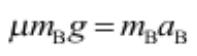 μm_B g = m_B a_B